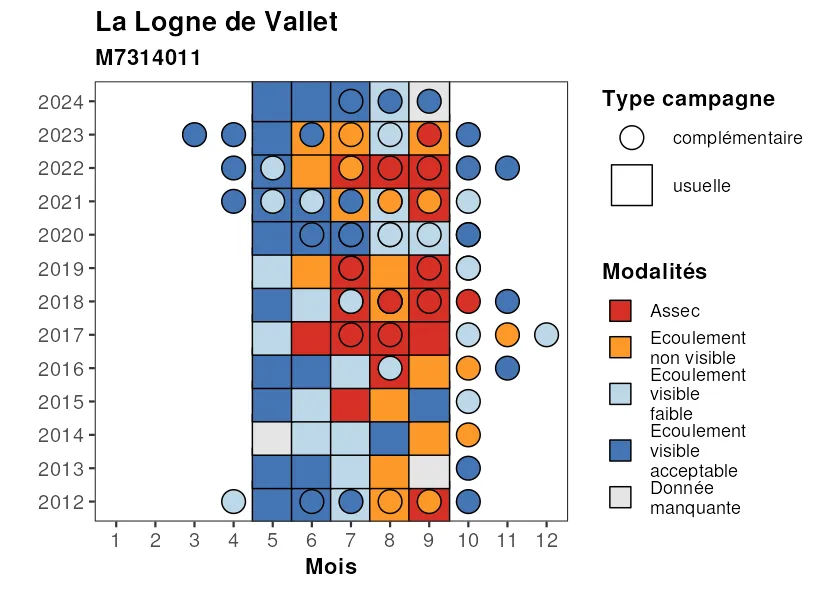 La Logne de Vallet
M7314011
2024
2023
2022
2021
2020
2019
2018
2017
2016
2015
2014
2013
2012
1 2 3 4 5 6 7 8 9 10 11 12
Mois
Type campagne
complémentaire
usuelle
Modalités
Assec
Ecoulement
non visible
Ecoulement
visible
faible
Ecoulement
visible
acceptable
Donnée
manquante